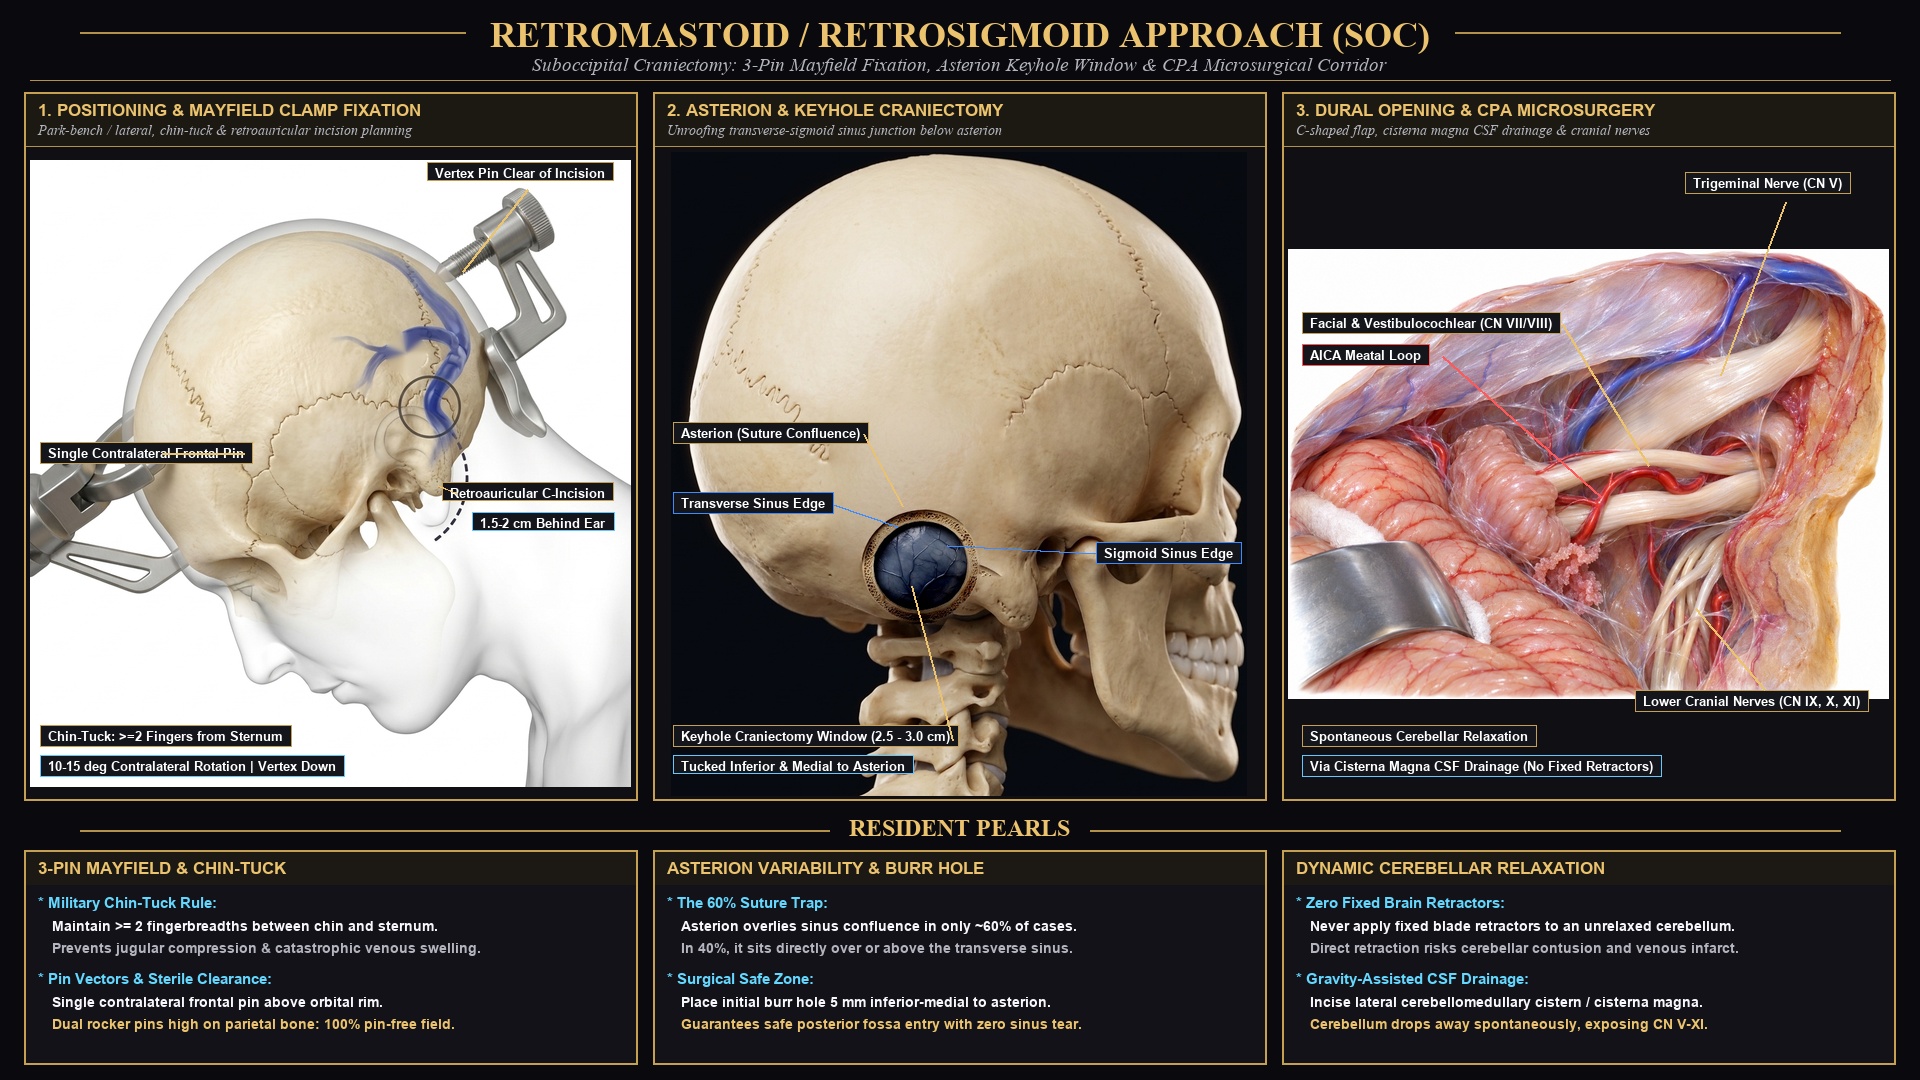 RETROMASTOID / RETROSIGMOID APPROACH (SOC)
Suboccipital Craniectomy: 3-Pin Mayfield Fixation, Asterion Keyhole Window & CPA Microsurgical Corridor
1. POSITIONING & MAYFIELD CLAMP FIXATION
Park-bench / lateral, chin-tuck & retroauricular incision planning
Vertex Pin Clear of Incision
Single Contralateral Frontal Pin
Retroauricular C-Incision
1.5-2 cm Behind Ear
Chin-Tuck: >=2 Fingers from Sternum
10-15 deg Contralateral Rotation | Vertex Down
2. ASTERION & KEYHOLE CRANIECTOMY
Unroofing transverse-sigmoid sinus junction below asterion
Asterion (Suture Confluence)
Transverse Sinus Edge
Sigmoid Sinus Edge
Keyhole Craniectomy Window (2.5 - 3.0 cm)
Tucked Inferior & Medial to Asterion
3. DURAL OPENING & CPA MICROSURGERY
C-shaped flap, cisterna magna CSF drainage & cranial nerves
Trigeminal Nerve (CN V)
Facial & Vestibulocochlear (CN VII/VIII)
AICA Meatal Loop
Lower Cranial Nerves (CN IX, X, XI)
Spontaneous Cerebellar Relaxation
Via Cisterna Magna CSF Drainage (No Fixed Retractors)
RESIDENT PEARLS
3-PIN MAYFIELD & CHIN-TUCK
* Military Chin-Tuck Rule:
Maintain >= 2 fingerbreadths between chin and sternum.
Prevents jugular compression & catastrophic venous swelling.
* Pin Vectors & Sterile Clearance:
Single contralateral frontal pin above orbital rim.
Dual rocker pins high on parietal bone: 100% pin-free field.
ASTERION VARIABILITY & BURR HOLE
* The 60% Suture Trap:
Asterion overlies sinus confluence in only ~60% of cases.
In 40%, it sits directly over or above the transverse sinus.
* Surgical Safe Zone:
Place initial burr hole 5 mm inferior-medial to asterion.
Guarantees safe posterior fossa entry with zero sinus tear.
DYNAMIC CEREBELLAR RELAXATION
* Zero Fixed Brain Retractors:
Never apply fixed blade retractors to an unrelaxed cerebellum.
Direct retraction risks cerebellar contusion and venous infarct.
* Gravity-Assisted CSF Drainage:
Incise lateral cerebellomedullary cistern / cisterna magna.
Cerebellum drops away spontaneously, exposing CN V-XI.